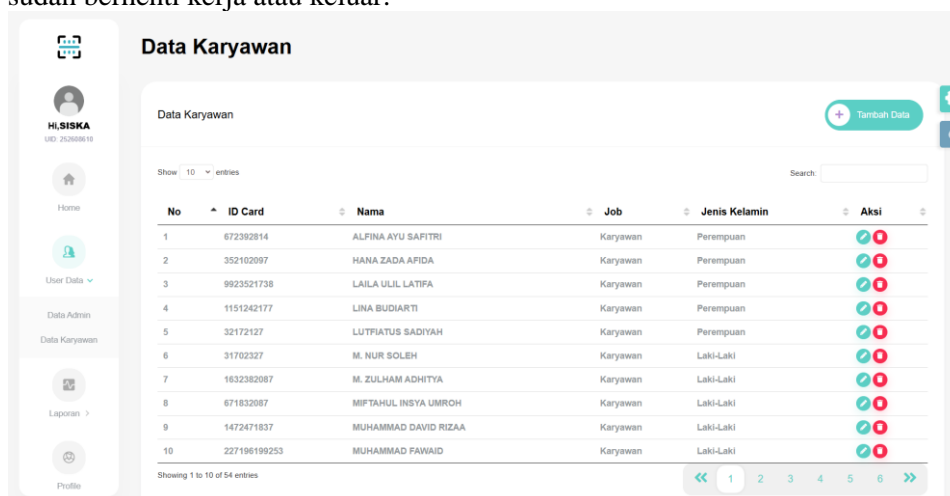 sudah berhenti kerja atau keluar.
Data Karyawan
Hi,SISKA
UID: 252608610
Home
User Data
Data Admin
Data Karyawan
Laporan >
Profile
Data Karyawan
+ Tambah Data
Show 10 entries
Search:
No ID Card Nama Job Jenis Kelamin Aksi
1 672392814 ALFINA AYU SAFITRI Karyawan Perempuan
2 352102097 HANA ZADA AFIDA Karyawan Perempuan
3 9923521738 LAILA ULIL LATIFA Karyawan Perempuan
4 1151242177 LINA BUDIARTI Karyawan Perempuan
5 32172127 LUTFIATUS SADIYAH Karyawan Perempuan
6 31702327 M. NUR SOLEH Karyawan Laki-Laki
7 1632382087 M. ZULHAM ADHITYA Karyawan Laki-Laki
8 671832087 MIFTAHUL INSYA UMROH Karyawan Laki-Laki
9 1472471837 MUHAMMAD DAVID RIZAA Karyawan Laki-Laki
10 227196199253 MUHAMMAD FAWAID Karyawan Laki-Laki
Showing 1 to 10 of 54 entries
« 1 2 3 4 5 6 »